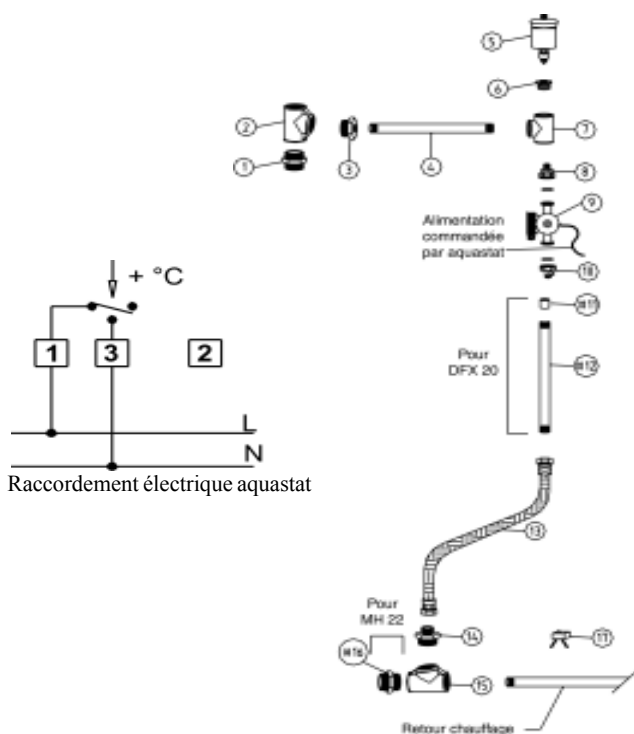 5
6
2
7
1
3
4
8
9
Alimentation
commandée
par aquastat
10
+ °C
※11
1
3
2
Pour
DFX 20
※12
L
N
Raccordement électrique aquastat
13
Pour
MH 22
14
17
※16
15
Retour chauffage